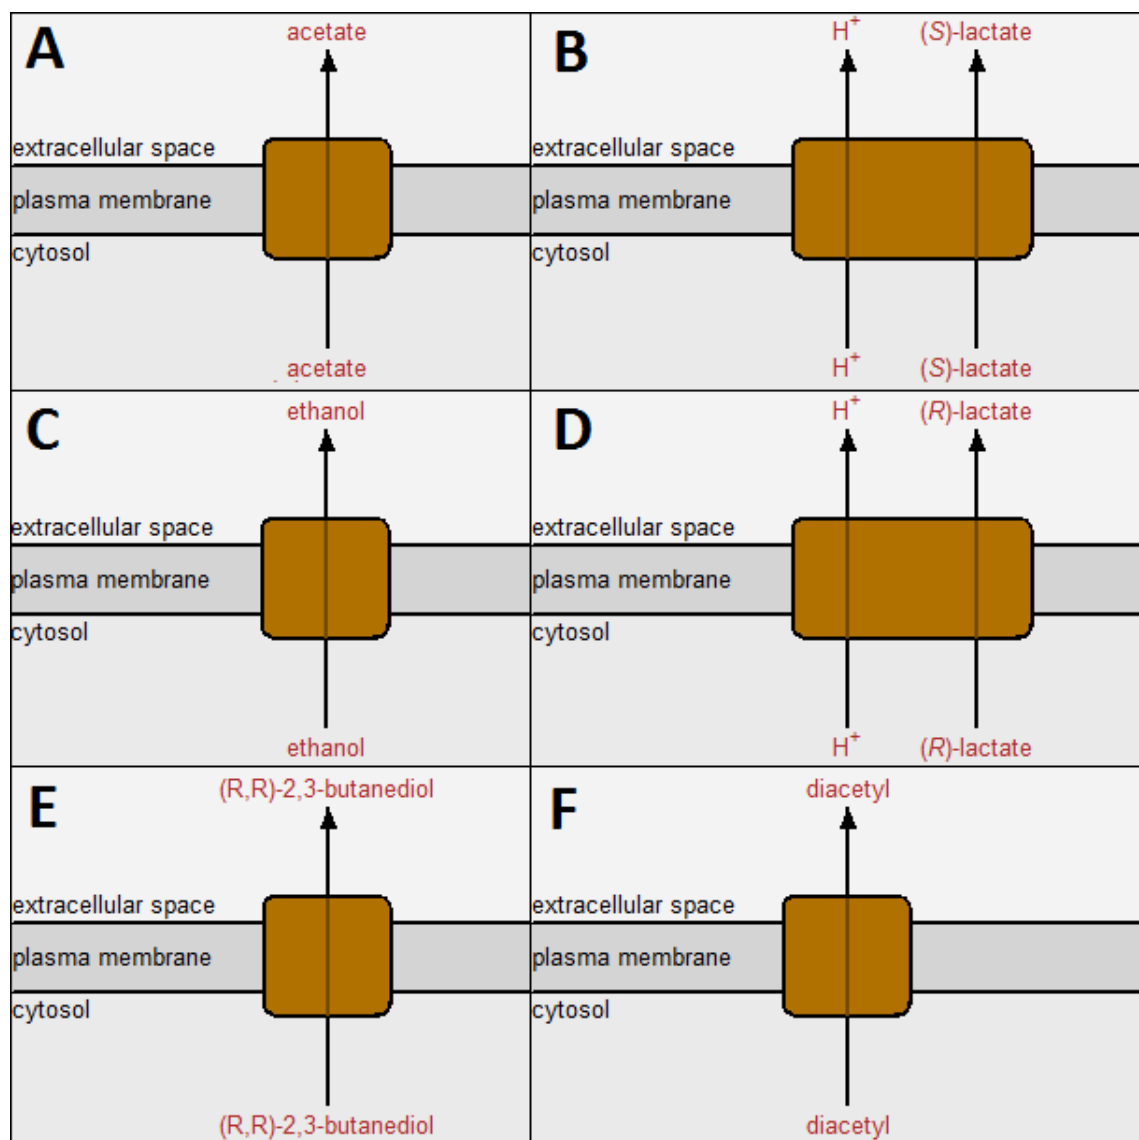 A
acetate
extracellular space
plasma membrane
cytosol
acetate
B
H+ (S)-lactate
extracellular space
plasma membrane
cytosol
H+ (S)-lactate
C
ethanol
extracellular space
plasma membrane
cytosol
ethanol
D
H+ (R)-lactate
extracellular space
plasma membrane
cytosol
H+ (R)-lactate
E
(R,R)-2,3-butanediol
extracellular space
plasma membrane
cytosol
(R,R)-2,3-butanediol
F
diacetyl
extracellular space
plasma membrane
cytosol
diacetyl